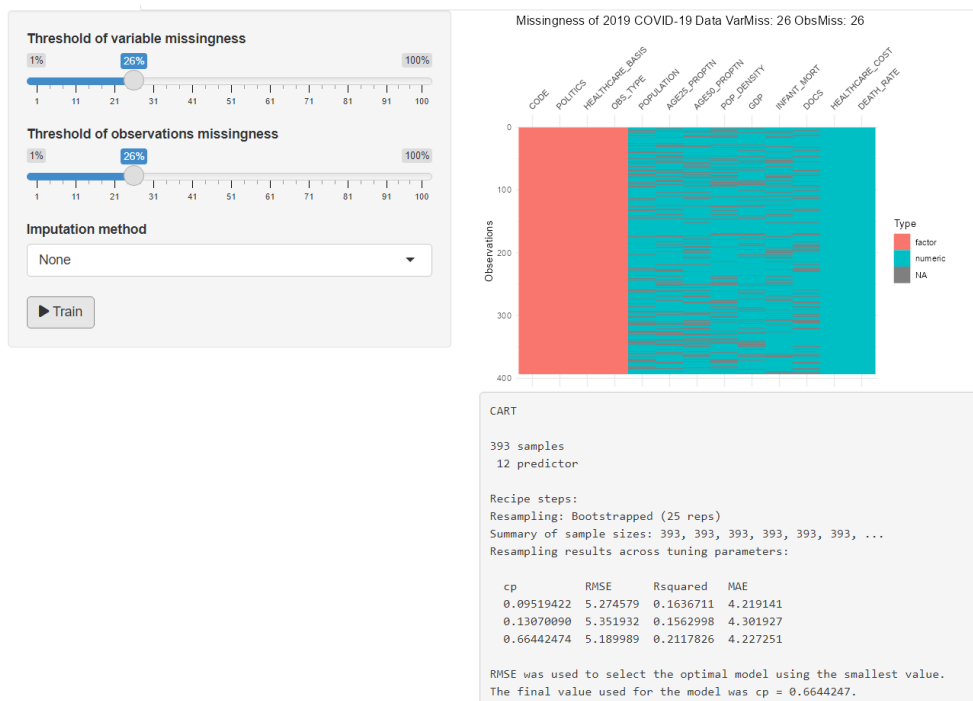 Threshold of variable missingness
1% 26% 100%
1 11 21 31 41 51 61 71 81 91 100
Threshold of observations missingness
1% 26% 100%
1 11 21 31 41 51 61 71 81 91 100
Imputation method
None
Train
Missingness of 2019 COVID-19 Data VarMiss: 26 ObsMiss: 26
CODE
POLITICS
HEALTHCARE_BASIS
OBS_TYPE
POPULATION
AGE25_PROPTN
AGE50_PROPTN
POP_DENSITY
GDP
INFANT_MORT
DOCS
HEALTHCARE_COST
DEATH_RATE
0
100
200
300
400
Observations
Type
factor
numeric
NA
CART
393 samples
12 predictor
Recipe steps:
Resampling: Bootstrapped (25 reps)
Summary of sample sizes: 393, 393, 393, 393, 393, 393, ...
Resampling results across tuning parameters:
cp RMSE Rsquared MAE
0.09519422 5.274579 0.1636711 4.219141
0.13070090 5.351932 0.1562998 4.301927
0.66442474 5.189989 0.2117826 4.227251
RMSE was used to select the optimal model using the smallest value.
The final value used for the model was cp = 0.6644247.